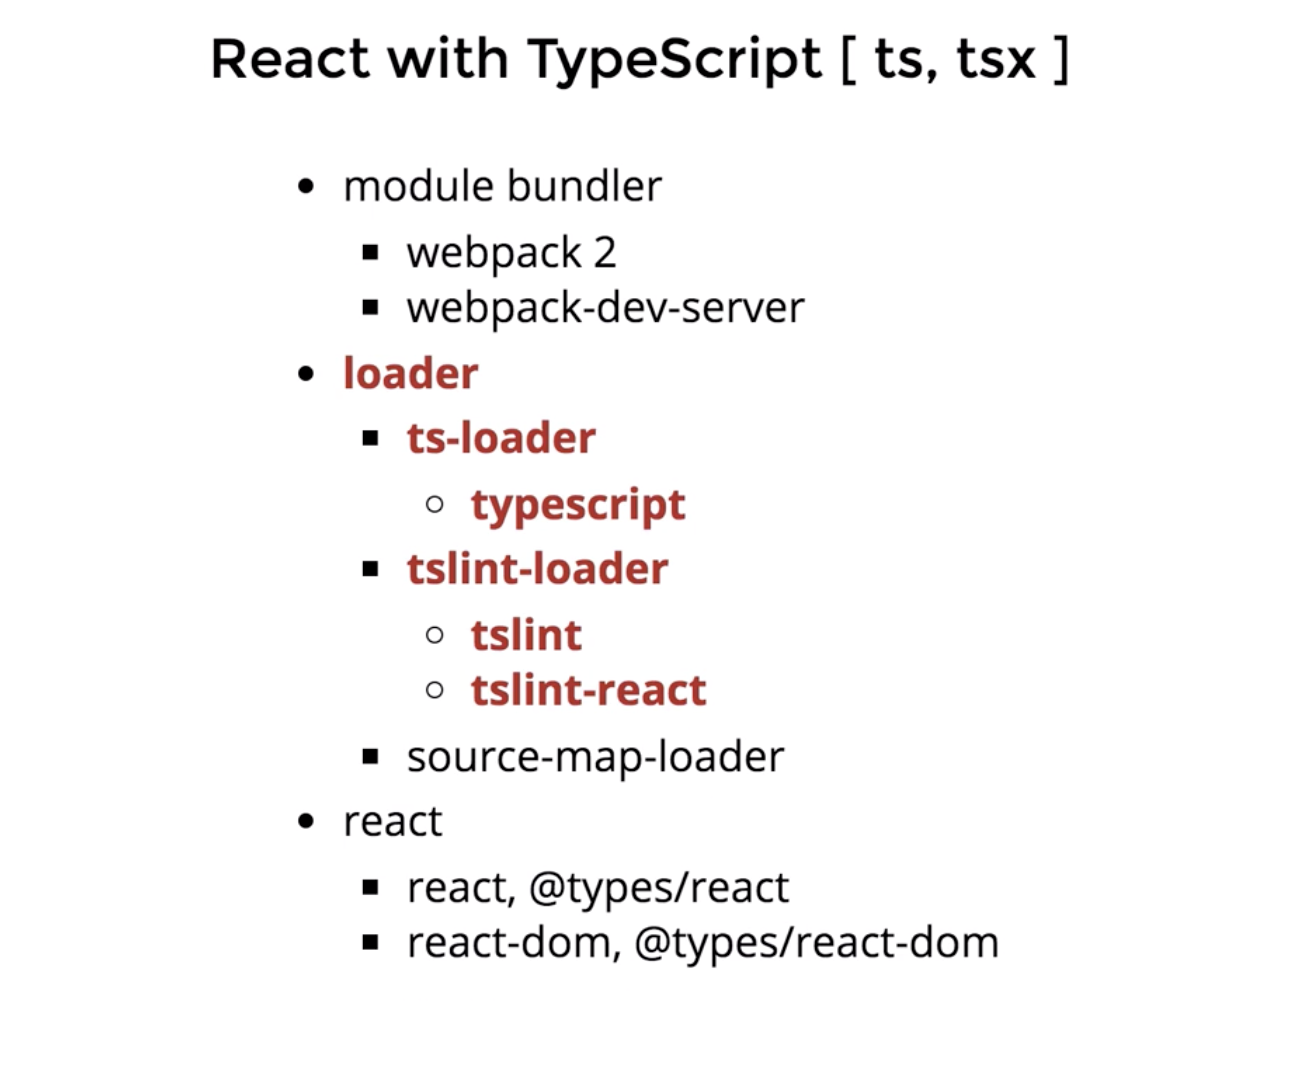 React with TypeScript [ ts, tsx ]
module bundler
webpack 2
webpack-dev-server
loader
ts-loader
typescript
tslint-loader
tslint
tslint-react
source-map-loader
react
react, @types/react
react-dom, @types/react-dom